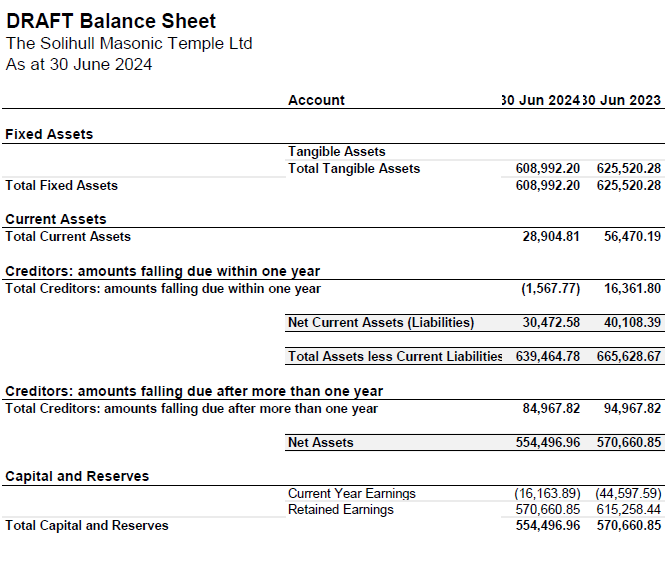 DRAFT Balance Sheet
The Solihull Masonic Temple Ltd
As at 30 June 2024
Account 30 Jun 2024 30 Jun 2023
Fixed Assets
Tangible Assets
Total Tangible Assets 608,992.20 625,520.28
Total Fixed Assets 608,992.20 625,520.28
Current Assets
Total Current Assets 28,904.81 56,470.19
Creditors: amounts falling due within one year
Total Creditors: amounts falling due within one year (1,567.77) 16,361.80
Net Current Assets (Liabilities) 30,472.58 40,108.39
Total Assets less Current Liabilities 639,464.78 665,628.67
Creditors: amounts falling due after more than one year
Total Creditors: amounts falling due after more than one year 84,967.82 94,967.82
Net Assets 554,496.96 570,660.85
Capital and Reserves
Current Year Earnings (16,163.89) (44,597.59)
Retained Earnings 570,660.85 615,258.44
Total Capital and Reserves 554,496.96 570,660.85